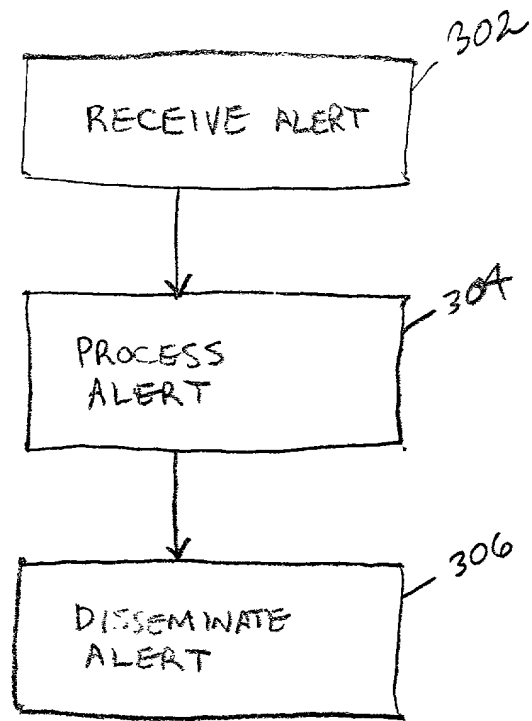 302
RECEIVE ALERT
304
PROCESS
ALERT
306
DISSEMINATE
ALERT